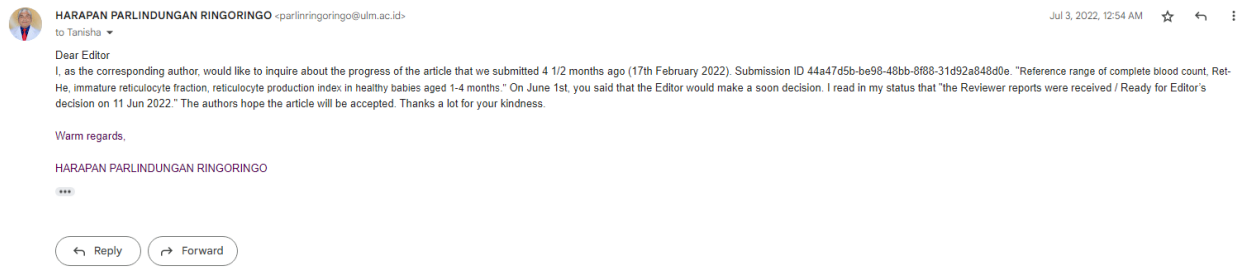 HARAPAN PARLINDUNGAN RINGORINGO <parlinringoringo@ulm.ac.id> Jul 3, 2022, 12:54 AM
to Tanisha
Dear Editor
I, as the corresponding author, would like to inquire about the progress of the article that we submitted 4 1/2 months ago (17th February 2022). Submission ID 44a47d5b-be98-48bb-8f88-31d92a848d0e. "Reference range of complete blood count, Ret-
He, immature reticulocyte fraction, reticulocyte production index in healthy babies aged 1-4 months." On June 1st, you said that the Editor would make a soon decision. I read in my status that "the Reviewer reports were received / Ready for Editor's
decision on 11 Jun 2022." The authors hope the article will be accepted. Thanks a lot for your kindness.
Warm regards,
HARAPAN PARLINDUNGAN RINGORINGO
Reply Forward